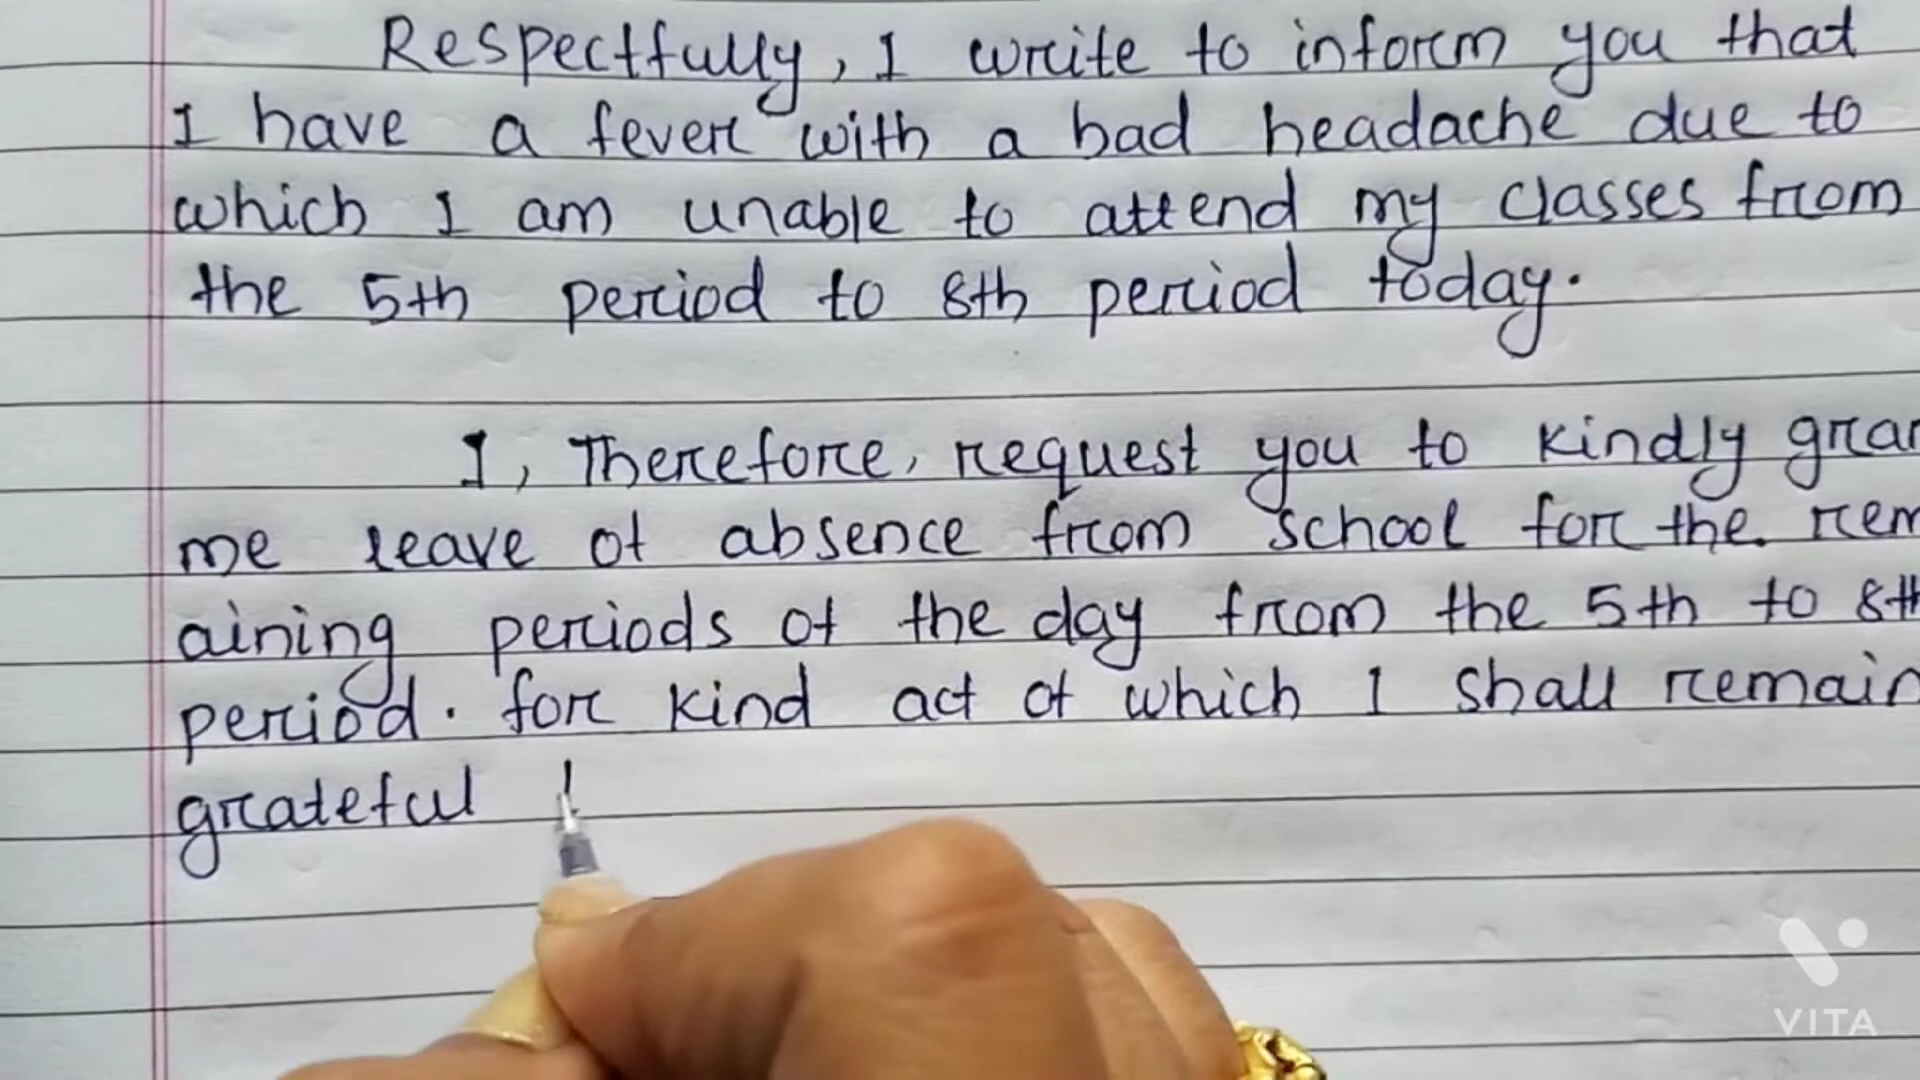 Respectfully, I write to inform you that
I have a fever with a bad headache due to
which I am unable to attend my classes from
the 5th period to 8th period today.
I, Therefore, request you to kindly gran
me leave of absence from school for the. rem
aining periods of the day from the 5th to 8th
period. for kind act of which I shall remain
grateful
VITA